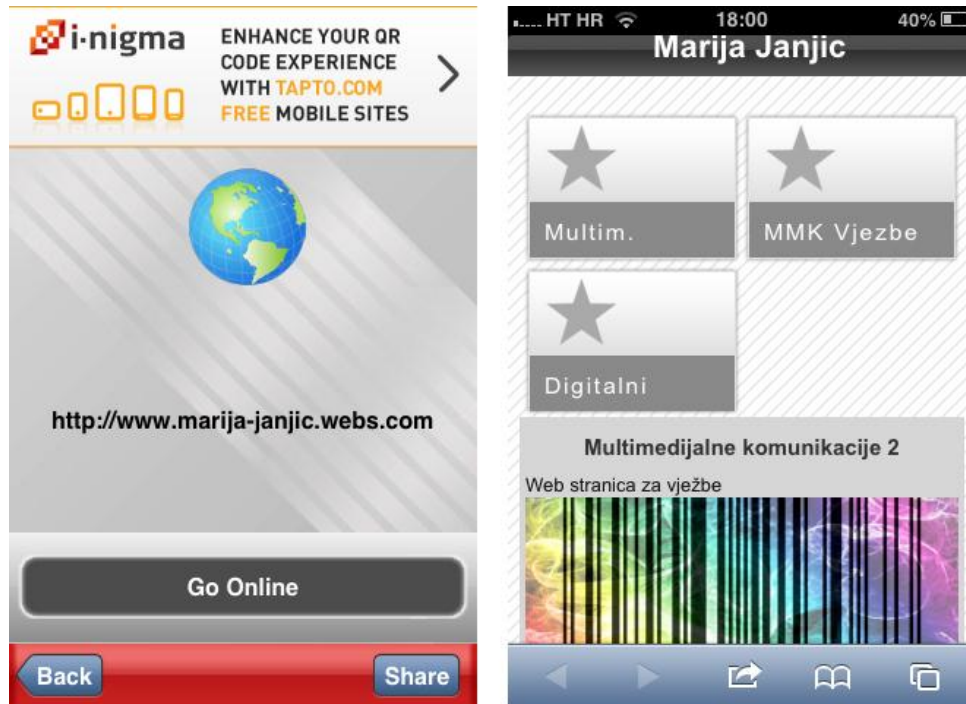 i-nigma
ENHANCE YOUR QR
CODE EXPERIENCE
WITH TAPTO.COM
FREE MOBILE SITES
http://www.marija-janjic.webs.com
Go Online
Back
Share
HT HR
18:00
40%
Marija Janjic
Multim.
MMK Vjezbe
Digitalni
Multimedijalne komunikacije 2
Web stranica za vježbe